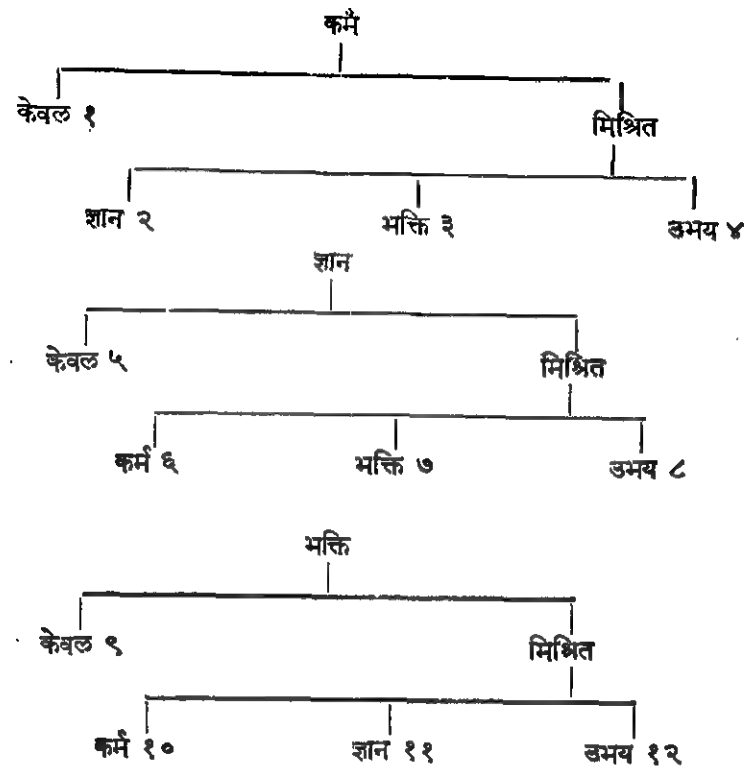 कर्म
केवल १
मिश्रित
ज्ञान २ भक्ति ३ उभय ४
ज्ञान
केवल ५
मिश्रित
कर्म ६ भक्ति ७ उभय ८
भक्ति
केवल ९ मिश्रित
कर्म १० ज्ञान ११ उभय १२